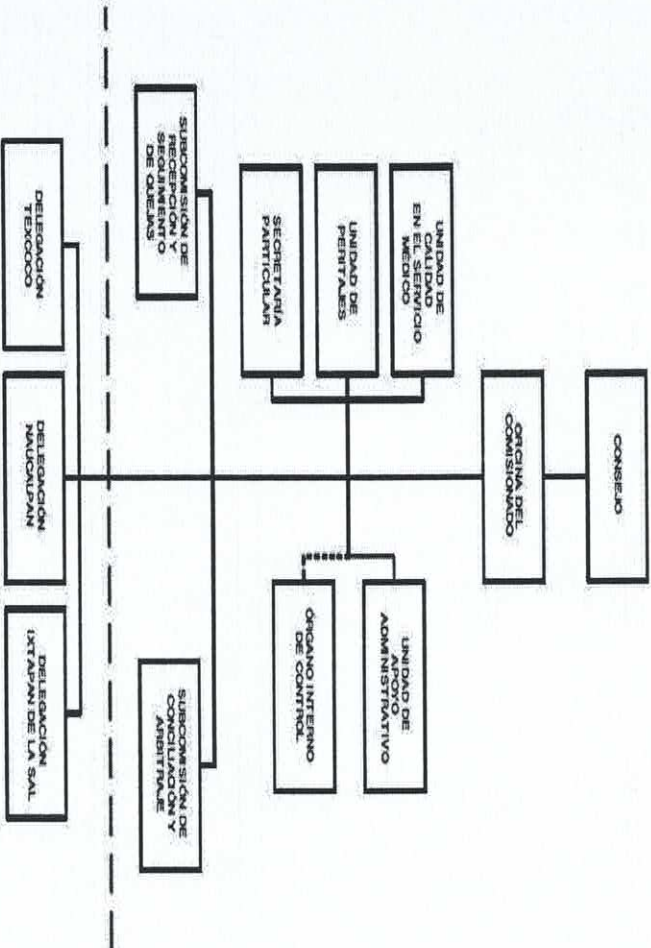 CONSEJO
OFICINA DEL
COMISIONADO
UNIDAD DE
CALIDAD
EN EL SERVICIO
MÉDICO
UNIDAD DE
PERITAJES
SECRETARÍA
PARTICULAR
UNIDAD DE
APOYO
ADMINISTRATIVO
ÓRGANO INTERNO
DE CONTROL
SUBCOMISIÓN DE
RECEPCIÓN Y
SEGUIMIENTO
DE QUEJAS
SUBCOMISIÓN DE
CONCILIACIÓN Y
ARBITRAJE
DELEGACIÓN
TEXCOCO
DELEGACIÓN
NAUCALPAN
DELEGACIÓN
IXTAPAN DE LA SAL